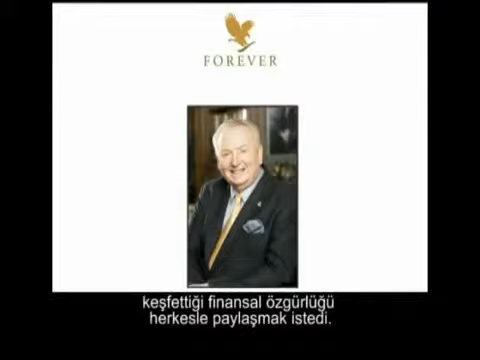 FOREVER
keşfettiği finansal özgürlüğü
herkesle paylaşmak istedi.